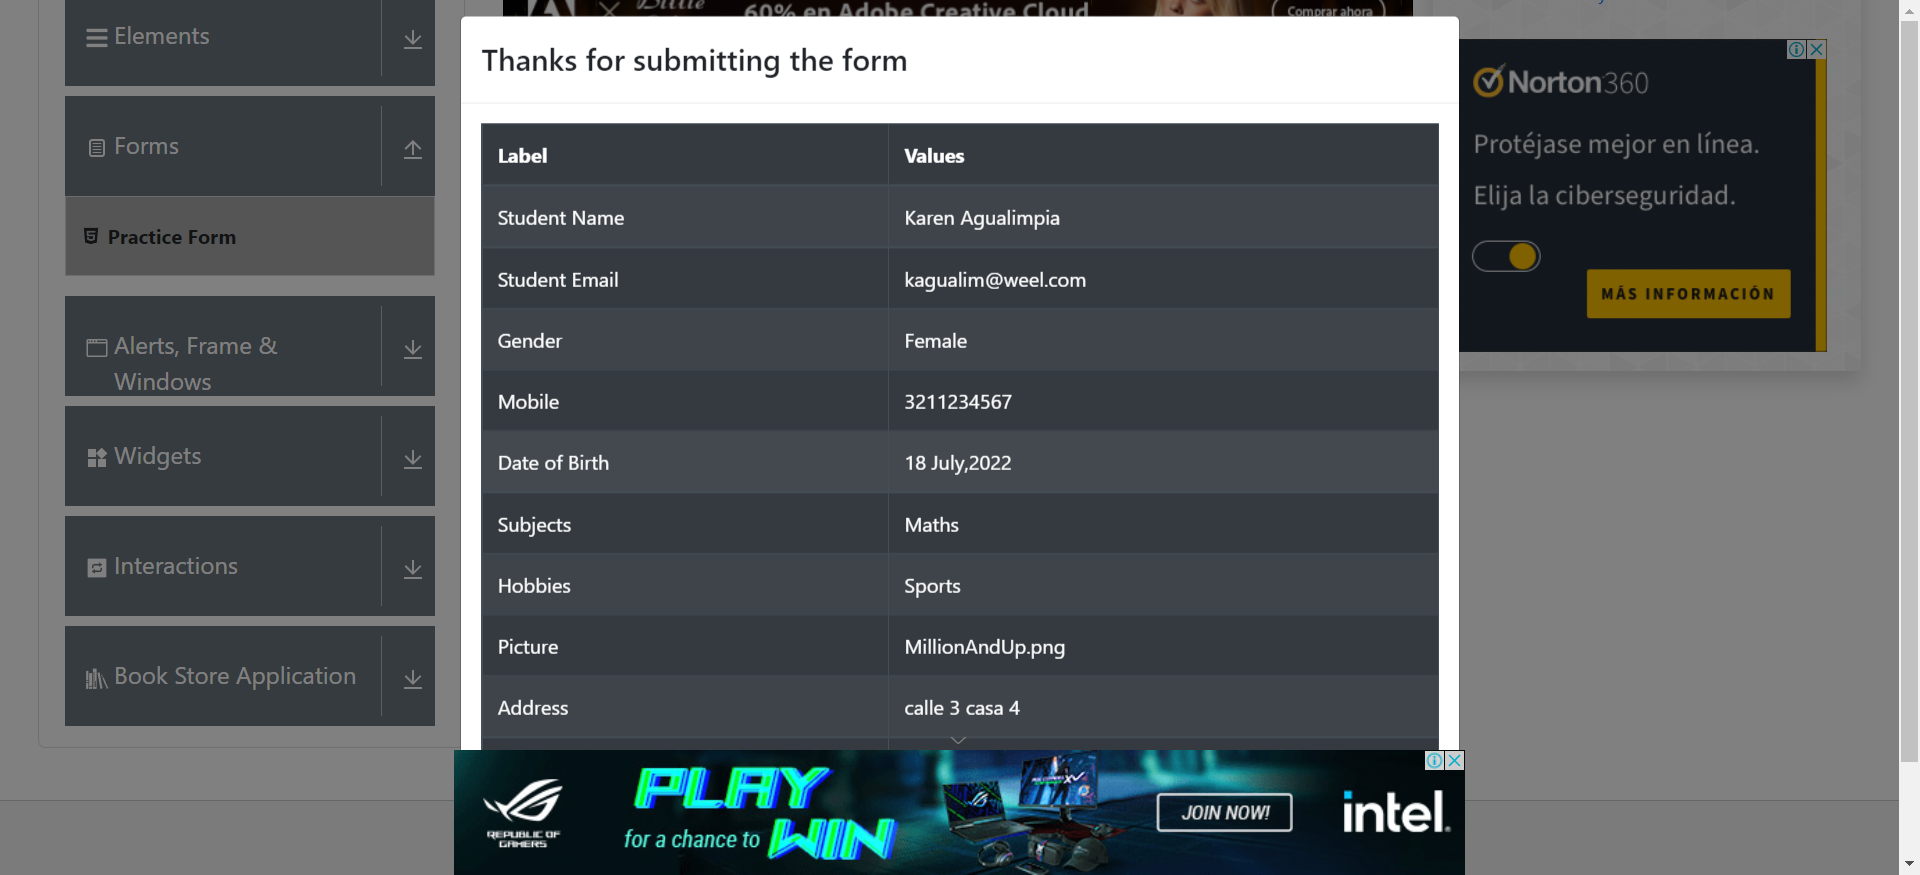 Elements
Forms
Practice Form
Alerts, Frame &
Windows
Widgets
Interactions
Book Store Application
60% en Adobe Creative Cloud
Comprar ahora
Thanks for submitting the form
Label Values
Student Name Karen Agualimpia
Student Email kagualim@weel.com
Gender Female
Mobile 3211234567
Date of Birth 18 July,2022
Subjects Maths
Hobbies Sports
Picture MillionAndUp.png
Address calle 3 casa 4
Norton360
Protéjase mejor en línea.
Elija la ciberseguridad.
MÁS INFORMACIÓN
REPUBLIC OF
GAMERS
PLAY
for a chance to WIN
JOIN NOW!
intel.